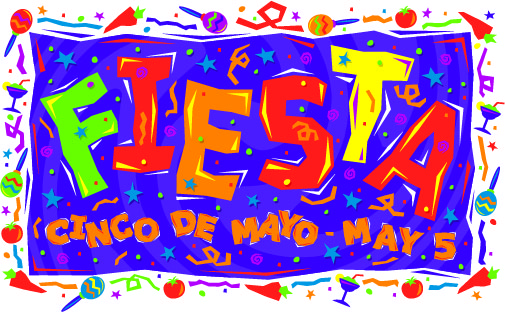 FIESTA
CINCO DE MAYO - MAY 5